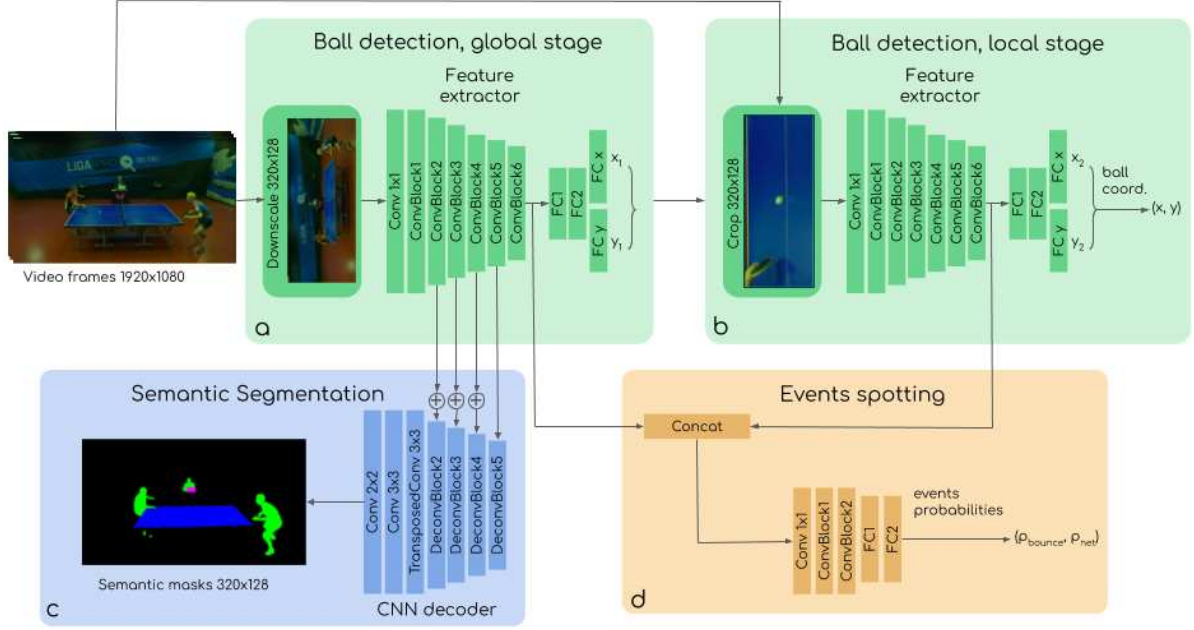 Ball detection, global stage
Feature
extractor
Downscale 320x128
Conv 1x1
ConvBlock1
ConvBlock2
ConvBlock3
ConvBlock4
ConvBlock5
ConvBlock6
FC1
FC2
FC x
FC y
x1
y1
a
LIGA
Video frames 1920x1080
Ball detection, local stage
Feature
extractor
Crop 320x128
Conv 1x1
ConvBlock1
ConvBlock2
ConvBlock3
ConvBlock4
ConvBlock5
ConvBlock6
FC1
FC2
FC x
FC y
x2
y2
ball
coord.
(x, y)
b
Semantic Segmentation
Conv 2x2
Conv 3x3
TransposedConv 3x3
DeconvBlock2
DeconvBlock3
DeconvBlock4
DeconvBlock5
Semantic masks 320x128
CNN decoder
c
Events spotting
Concat
Conv 1x1
ConvBlock1
ConvBlock2
FC1
FC2
events
probabilities
(pbounce, pnet)
d